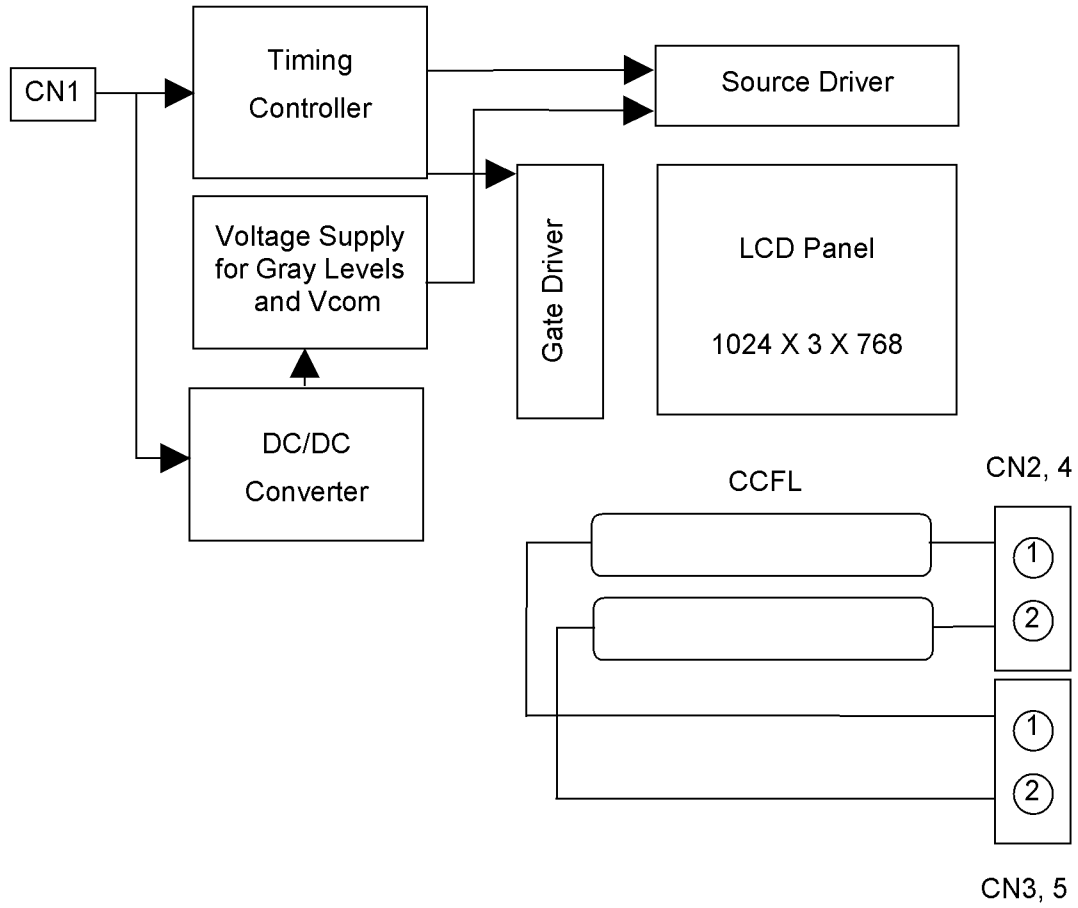 CN1
Timing
Controller
Source Driver
Voltage Supply
for Gray Levels
and Vcom
Gate Driver
LCD Panel
1024 X 3 X 768
DC/DC
Converter
CCFL
CN2, 4
1
2
1
2
CN3, 5